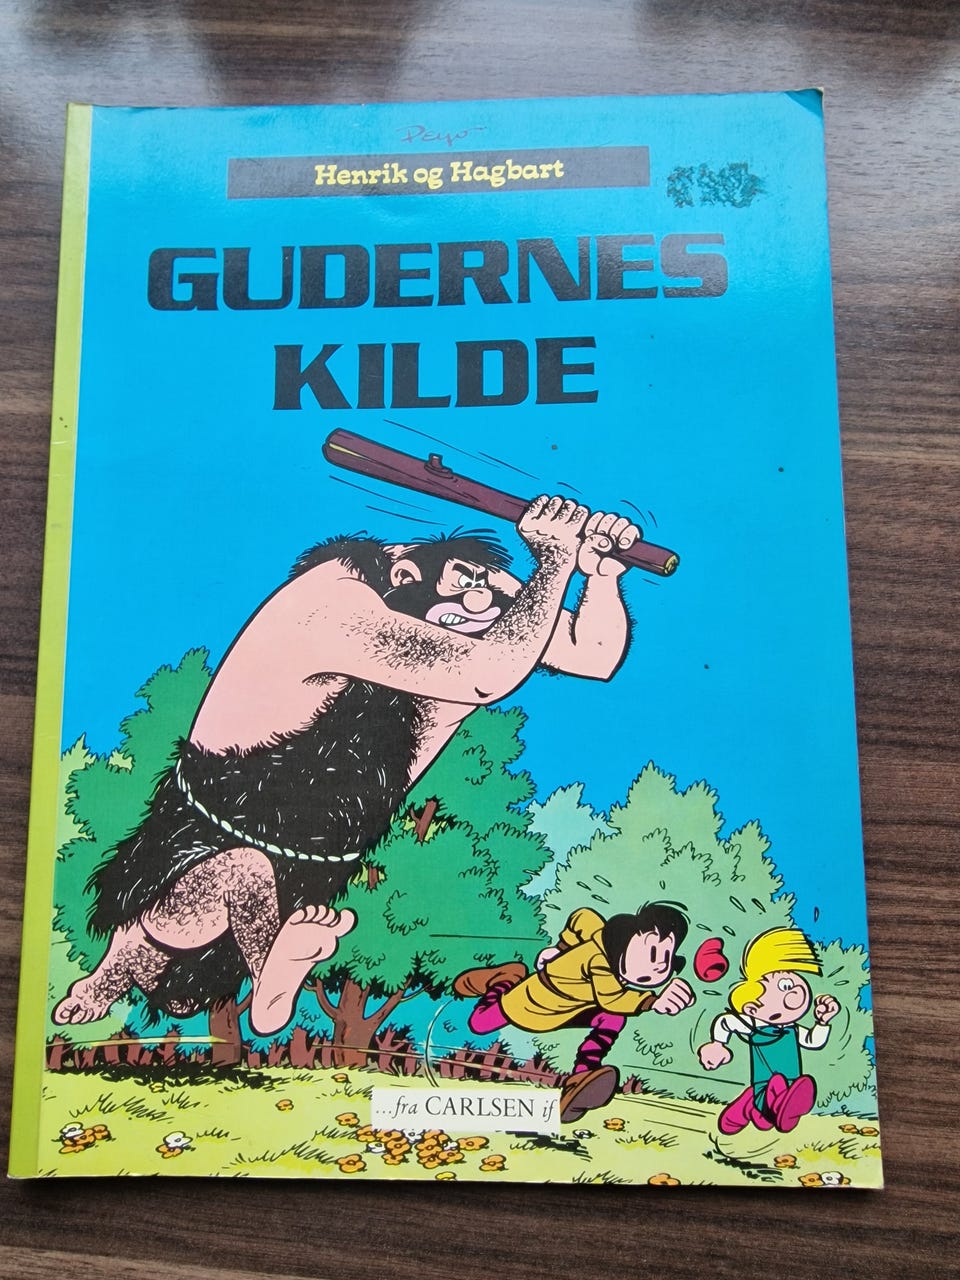 Peyo
Henrik og Hagbart
GUDERNES
KILDE
...fra CARLSEN if